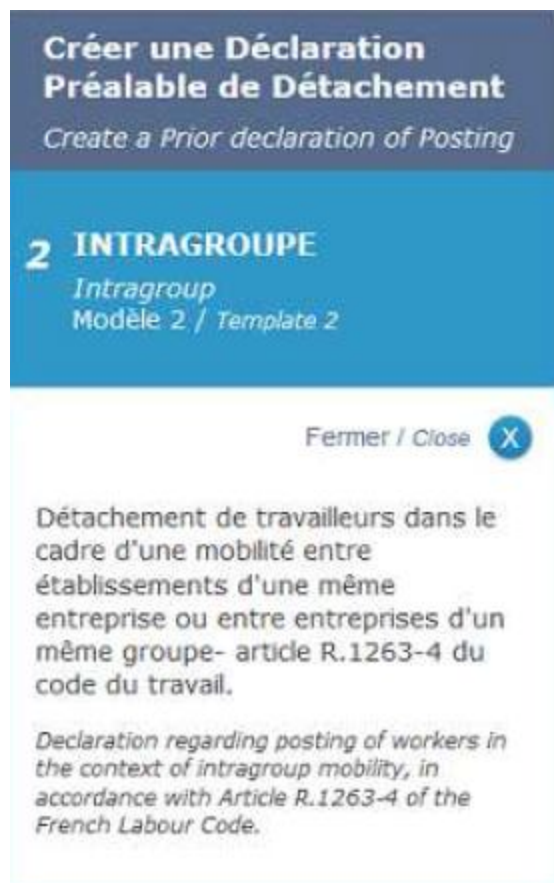 Créer une Déclaration
Préalable de Détachement
Create a Prior declaration of Posting
2 INTRAGROUPE
Intragroup
Modèle 2 / Template 2
Fermer / Close X
Détachement de travailleurs dans le
cadre d'une mobilité entre
établissements d'une même
entreprise ou entre entreprises d'un
même groupe- article R.1263-4 du
code du travail.
Declaration regarding posting of workers in
the context of intragroup mobility, in
accordance with Article R.1263-4 of the
French Labour Code.